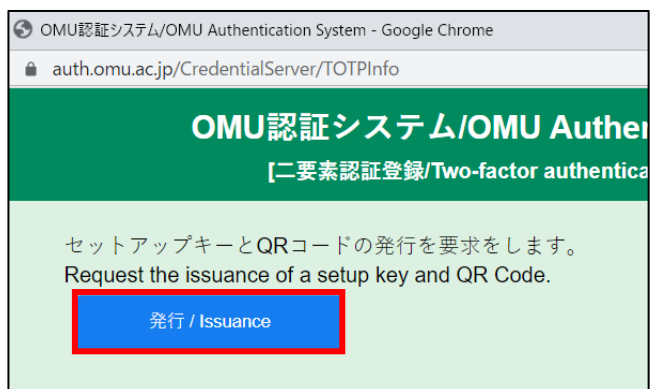 OMU認証システム/OMU Authentication System - Google Chrome
auth.omu.ac.jp/CredentialServer/TOTPInfo
OMU認証システム/OMU Authe
[二要素認証登録/Two-factor authentica
セットアップキーとQRコードの発行を要求をします。
Request the issuance of a setup key and QR Code.
発行 / Issuance